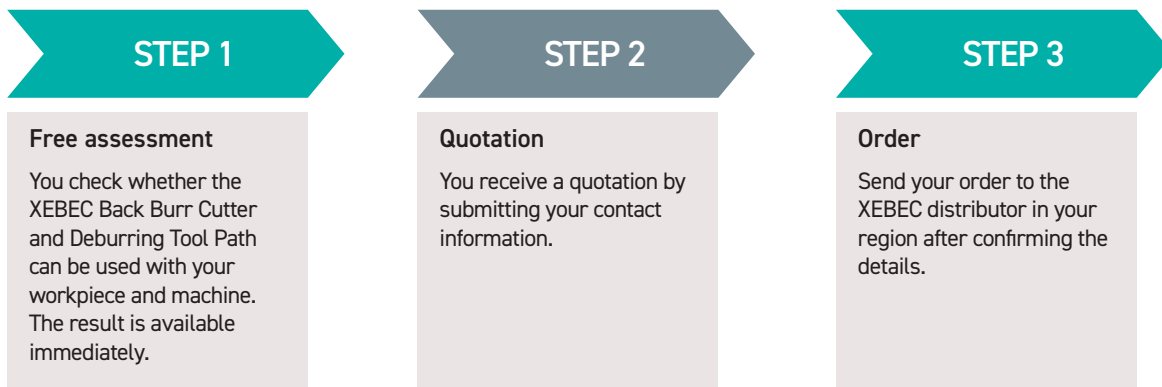 STEP 1
Free assessment
You check whether the
XEBEC Back Burr Cutter
and Deburring Tool Path
can be used with your
workpiece and machine.
The result is available
immediately.
STEP 2
Quotation
You receive a quotation by
submitting your contact
information.
STEP 3
Order
Send your order to the
XEBEC distributor in your
region after confirming the
details.